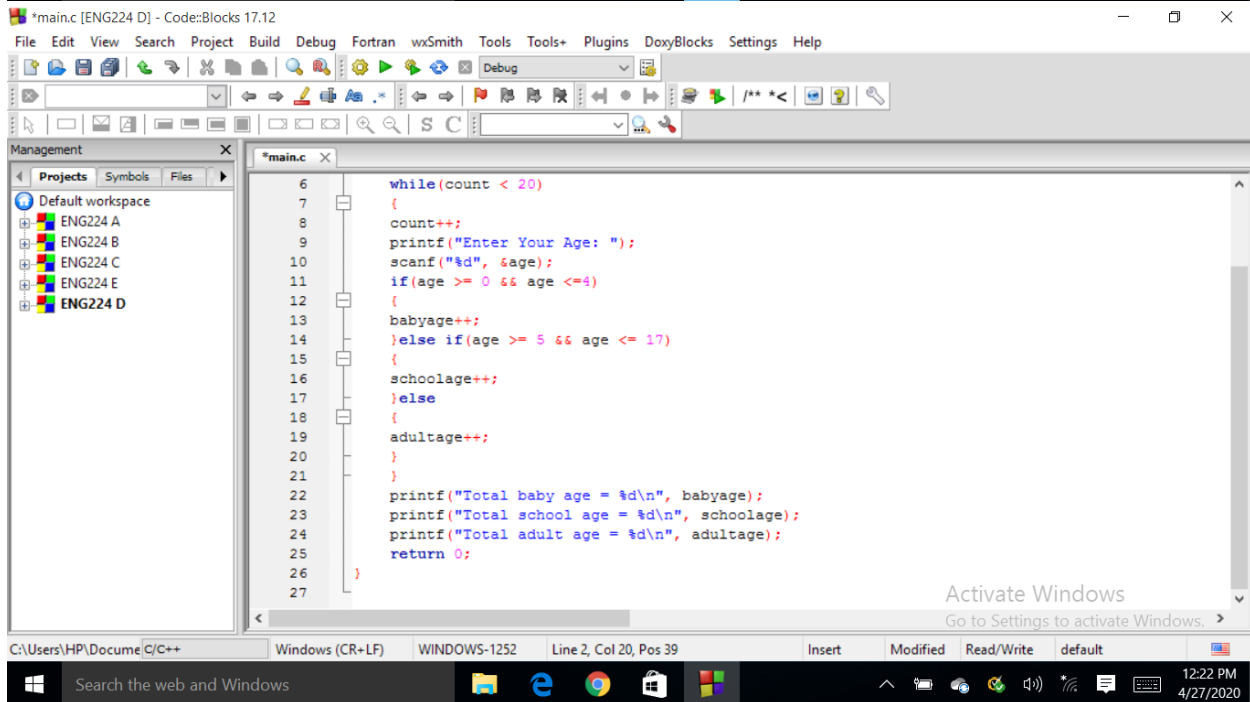 *main.c [ENG224 D] - Code::Blocks 17.12
File Edit View Search Project Build Debug Fortran wxSmith Tools Tools+ Plugins DoxyBlocks Settings Help
Debug
/** *<
S C
Management
*main.c
Projects Symbols Files
Default workspace
ENG224 A
ENG224 B
ENG224 C
ENG224 E
ENG224 D
6 while(count < 20)
7 {
8 count++;
9 printf("Enter Your Age: ");
10 scanf("%d", &age);
11 if(age >= 0 && age <=4)
12 {
13 babyage++;
14 }else if(age >= 5 && age <= 17)
15 {
16 schoolage++;
17 }else
18 {
19 adultage++;
20 }
21 }
22 printf("Total baby age = %d\n", babyage);
23 printf("Total school age = %d\n", schoolage);
24 printf("Total adult age = %d\n", adultage);
25 return 0;
26 }
27
Activate Windows
Go to Settings to activate Windows.
C:\Users\HP\Docume C/C++ Windows (CR+LF) WINDOWS-1252 Line 2, Col 20, Pos 39 Insert Modified Read/Write default
Search the web and Windows
12:22 PM
4/27/2020